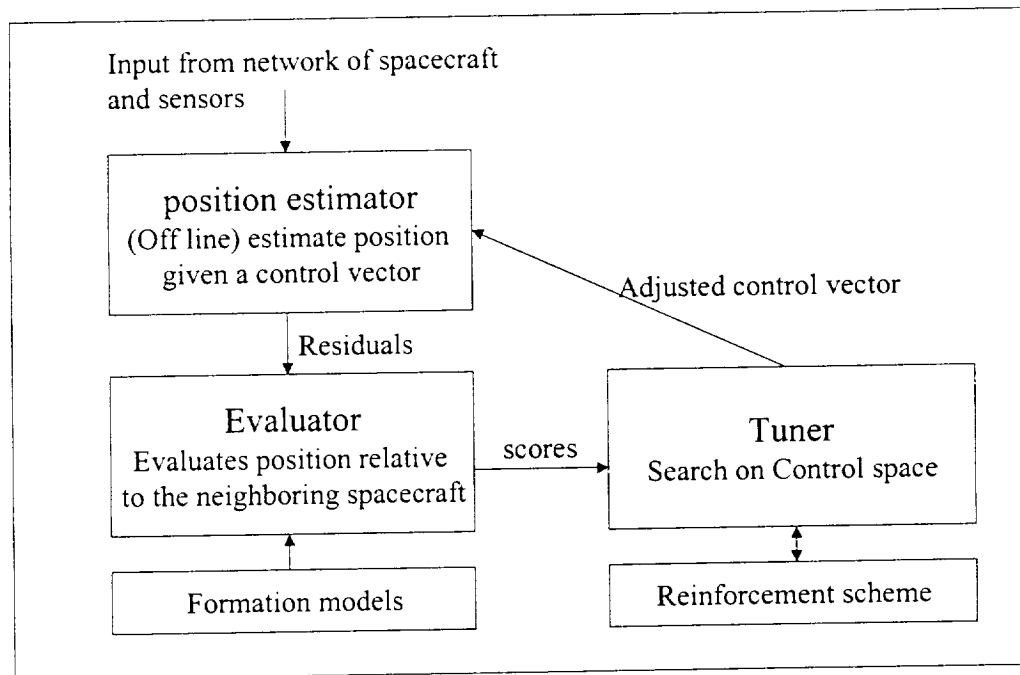 Input from network of spacecraft
and sensors
position estimator
(Off line) estimate position
given a control vector
Adjusted control vector
Residuals
Evaluator
Evaluates position relative
to the neighboring spacecraft
scores
Tuner
Search on Control space
Formation models
Reinforcement scheme